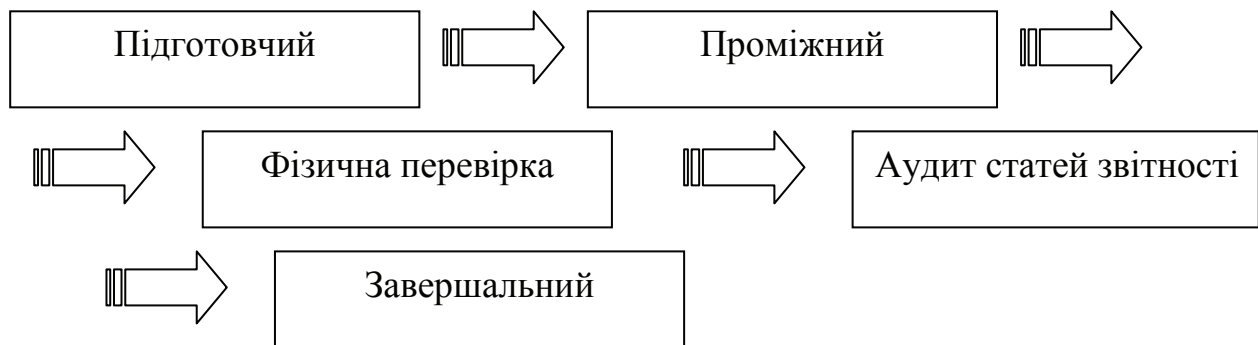 Підготовчий
Проміжний
Фізична перевірка
Аудит статей звітності
Завершальний